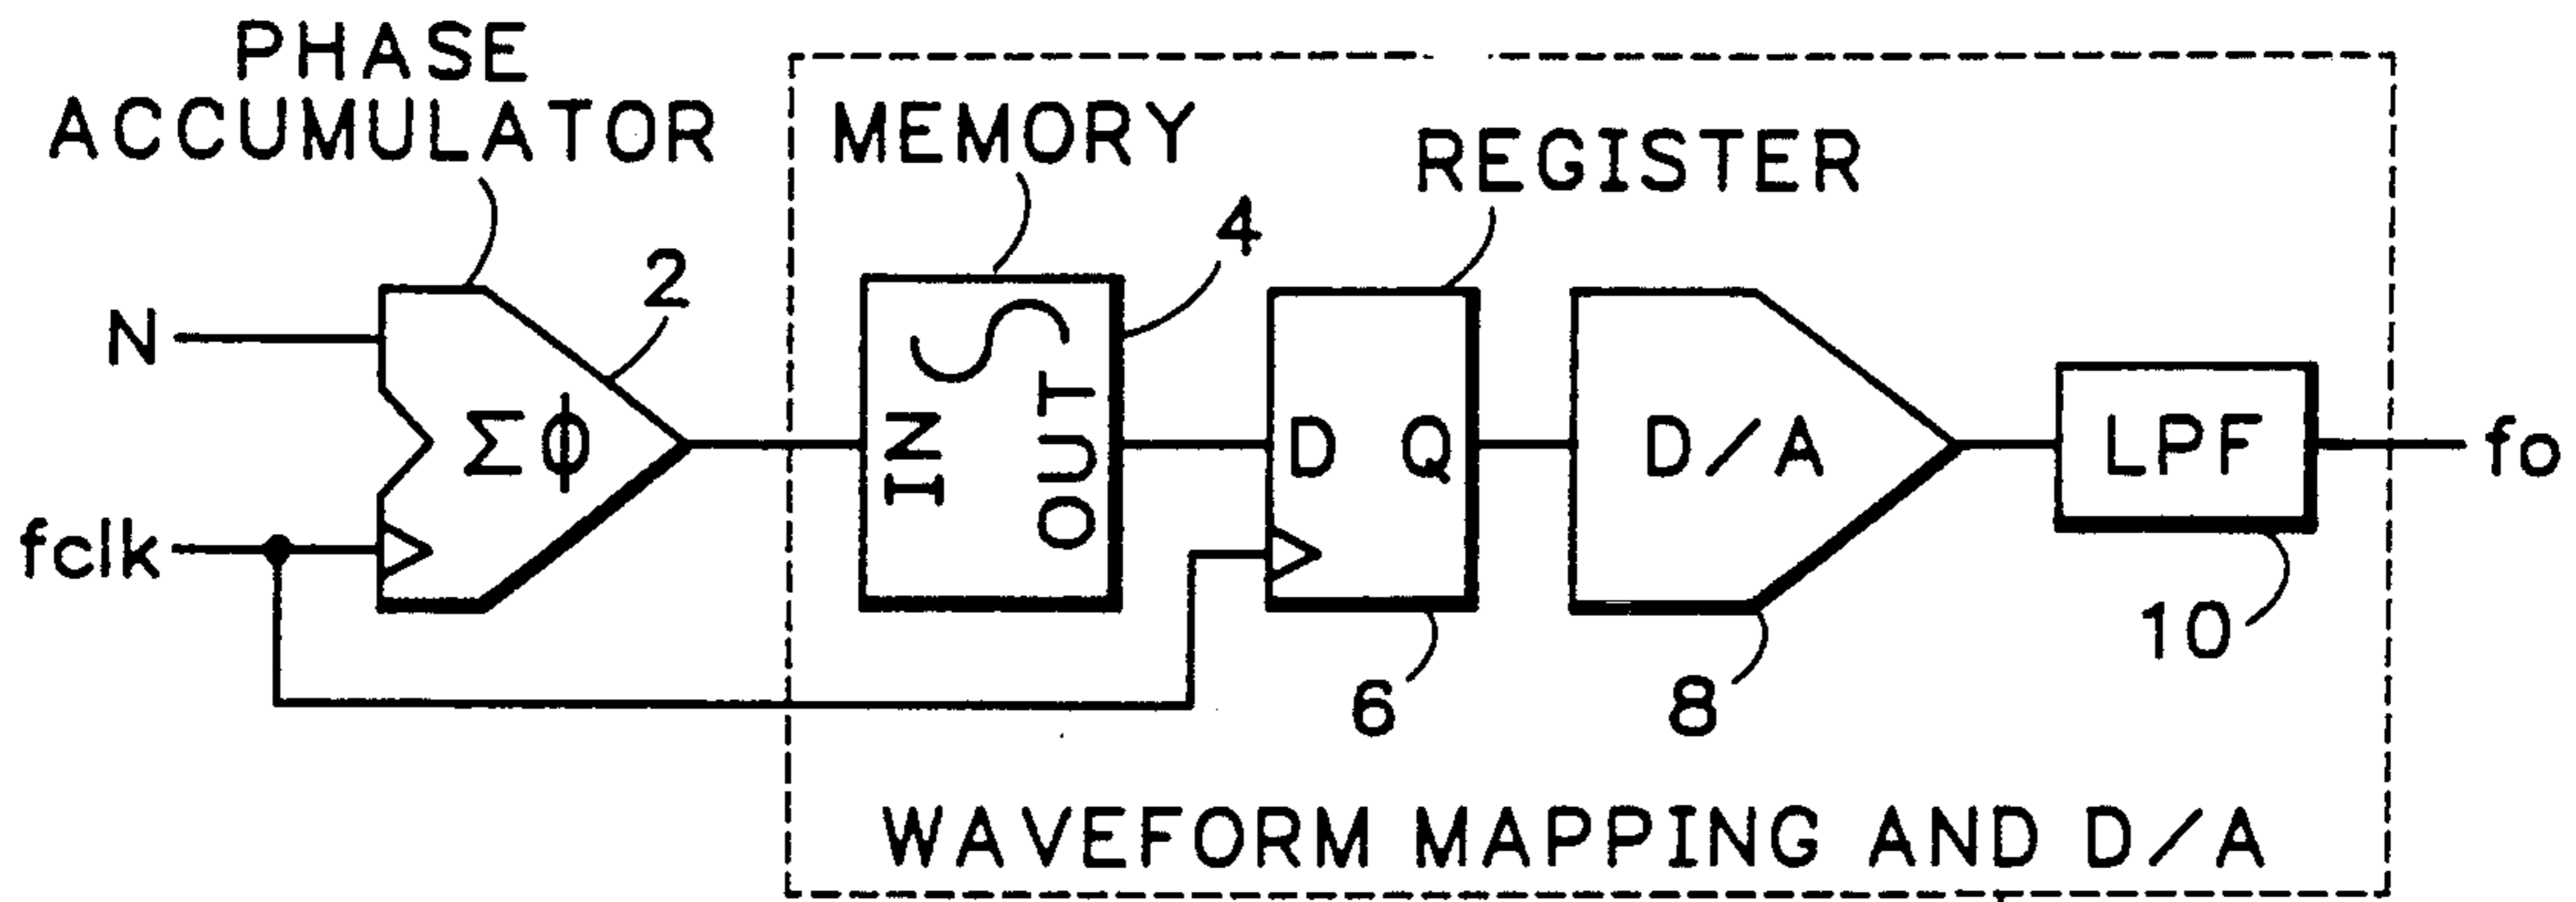 PHASE
ACCUMULATOR
MEMORY
REGISTER
4
2
N
IN
OUT
D Q
D/A
LPF
fo
Σϕ
fclk
10
6
8
WAVEFORM MAPPING AND D/A